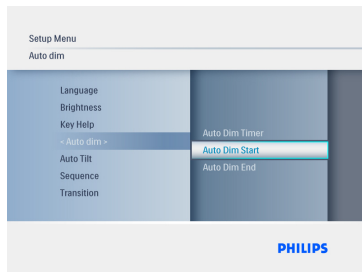 Setup Menu
Auto dim
Language
Brightness
Key Help
< Auto dim >
Auto Tilt
Sequence
Transition
Auto Dim Timer
Auto Dim Start
Auto Dim End
PHILIPS